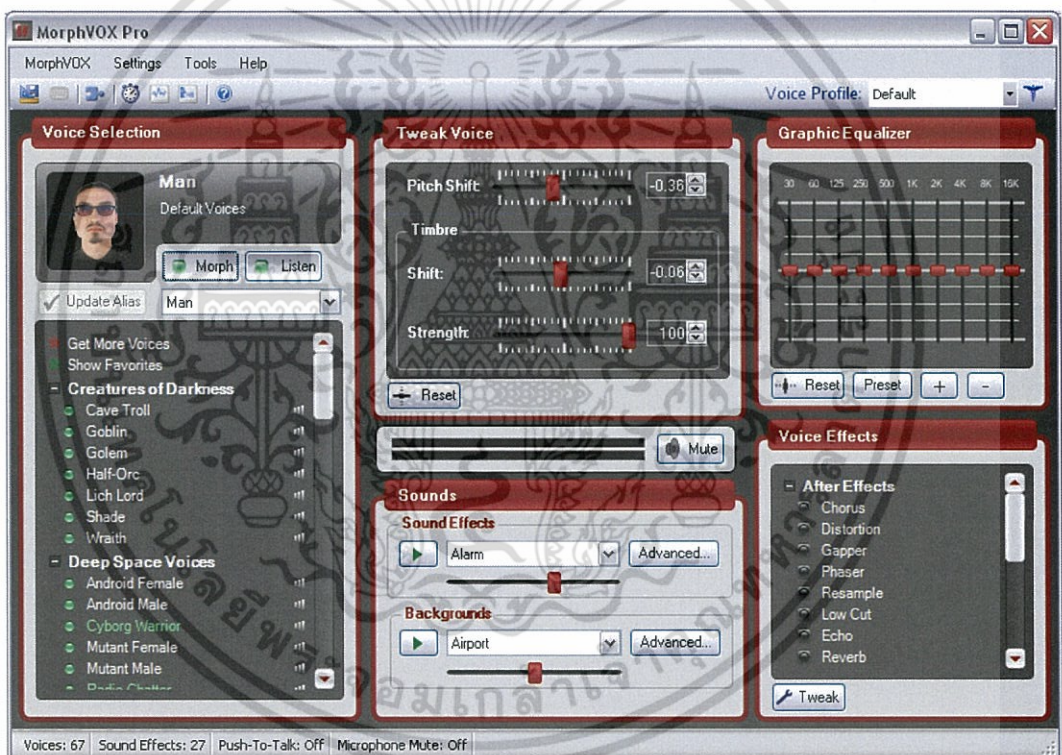 MorphVOX Pro
MorphVOX Settings Tools Help
Voice Profile: Default
Voice Selection
Man
Default Voices
Morph Listen
Update Alias Man
Get More Voices
Show Favorites
Creatures of Darkness
Cave Troll
Goblin
Golem
Half-Orc
Lich Lord
Shade
Wraith
Deep Space Voices
Android Female
Android Male
Cyborg Warrior
Mutant Female
Mutant Male
Radio Chatter
Tweak Voice
Pitch Shift: -0.36
Timbre
Shift: -0.06
Strength: 100
Reset
Mute
Sounds
Sound Effects
Alarm Advanced...
Backgrounds
Airport Advanced...
Graphic Equalizer
30 60 125 250 500 1K 2K 4K 8K 16K
Reset Preset + -
Voice Effects
After Effects
Chorus
Distortion
Gapper
Phaser
Resample
Low Cut
Echo
Reverb
Tweak
Voices: 67 Sound Effects: 27 Push-To-Talk: Off Microphone Mute: Off